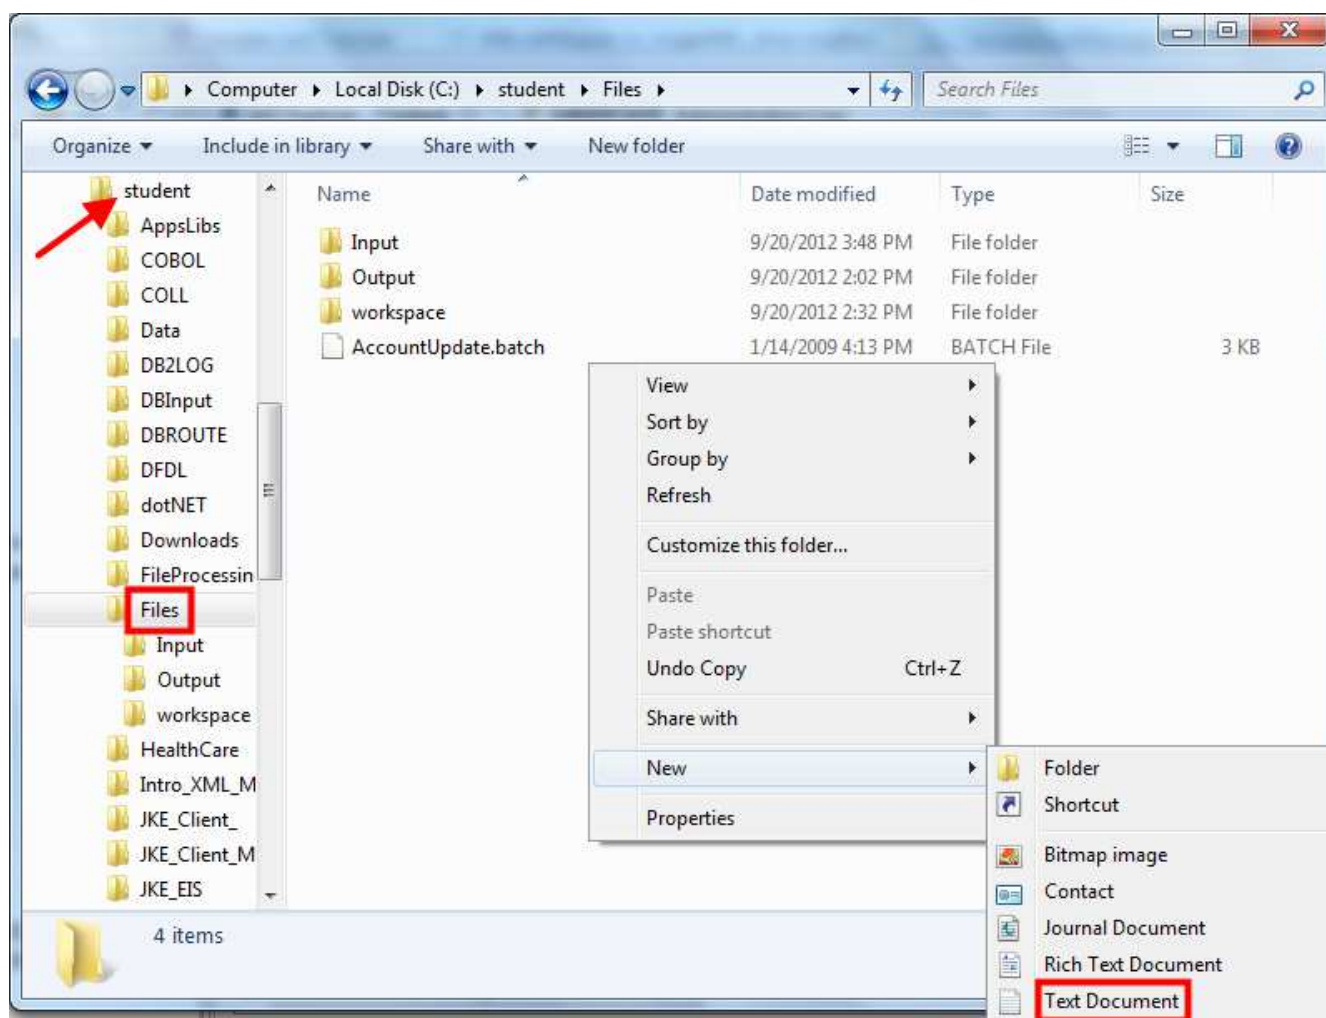 Computer Local Disk (C:) student Files Search Files
Organize Include in library Share with New folder
student
AppsLibs
COBOL
COLL
Data
DB2LOG
DBInput
DBROUTE
DFDL
dotNET
Downloads
FileProcessin
Files
Input
Output
workspace
HealthCare
Intro_XML_M
JKE_Client_
JKE_Client_M
JKE_EIS
Name Date modified Type Size
Input 9/20/2012 3:48 PM File folder
Output 9/20/2012 2:02 PM File folder
workspace 9/20/2012 2:32 PM File folder
AccountUpdate.batch 1/14/2009 4:13 PM BATCH File 3 KB
View
Sort by
Group by
Refresh
Customize this folder...
Paste
Paste shortcut
Undo Copy Ctrl+Z
Share with
New
Properties
Folder
Shortcut
Bitmap image
Contact
Journal Document
Rich Text Document
Text Document
4 items